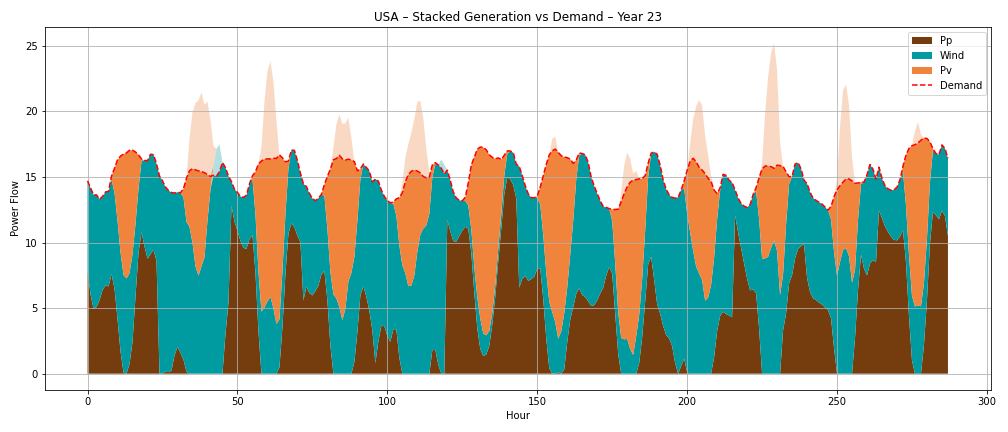 USA – Stacked Generation vs Demand – Year 23
Power Flow
25
20
15
10
5
0
0 50 100 150 200 250 300
Hour
Pp
Wind
Pv
Demand